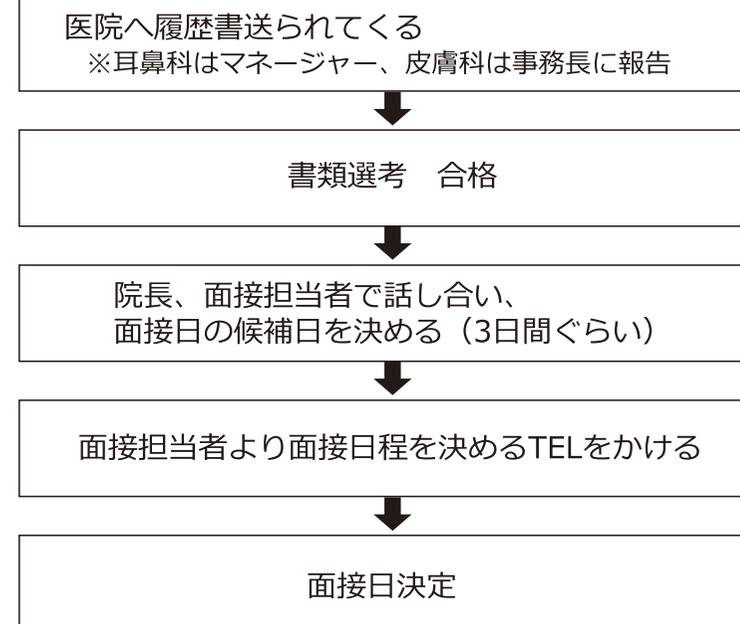 医院へ履歴書送られてくる
※耳鼻科はマネージャー、皮膚科は事務長に報告
書類選考　合格
院長、面接担当者で話し合い、
面接日の候補日を決める（3日間ぐらい）
面接担当者より面接日程を決めるTELをかける
面接日決定